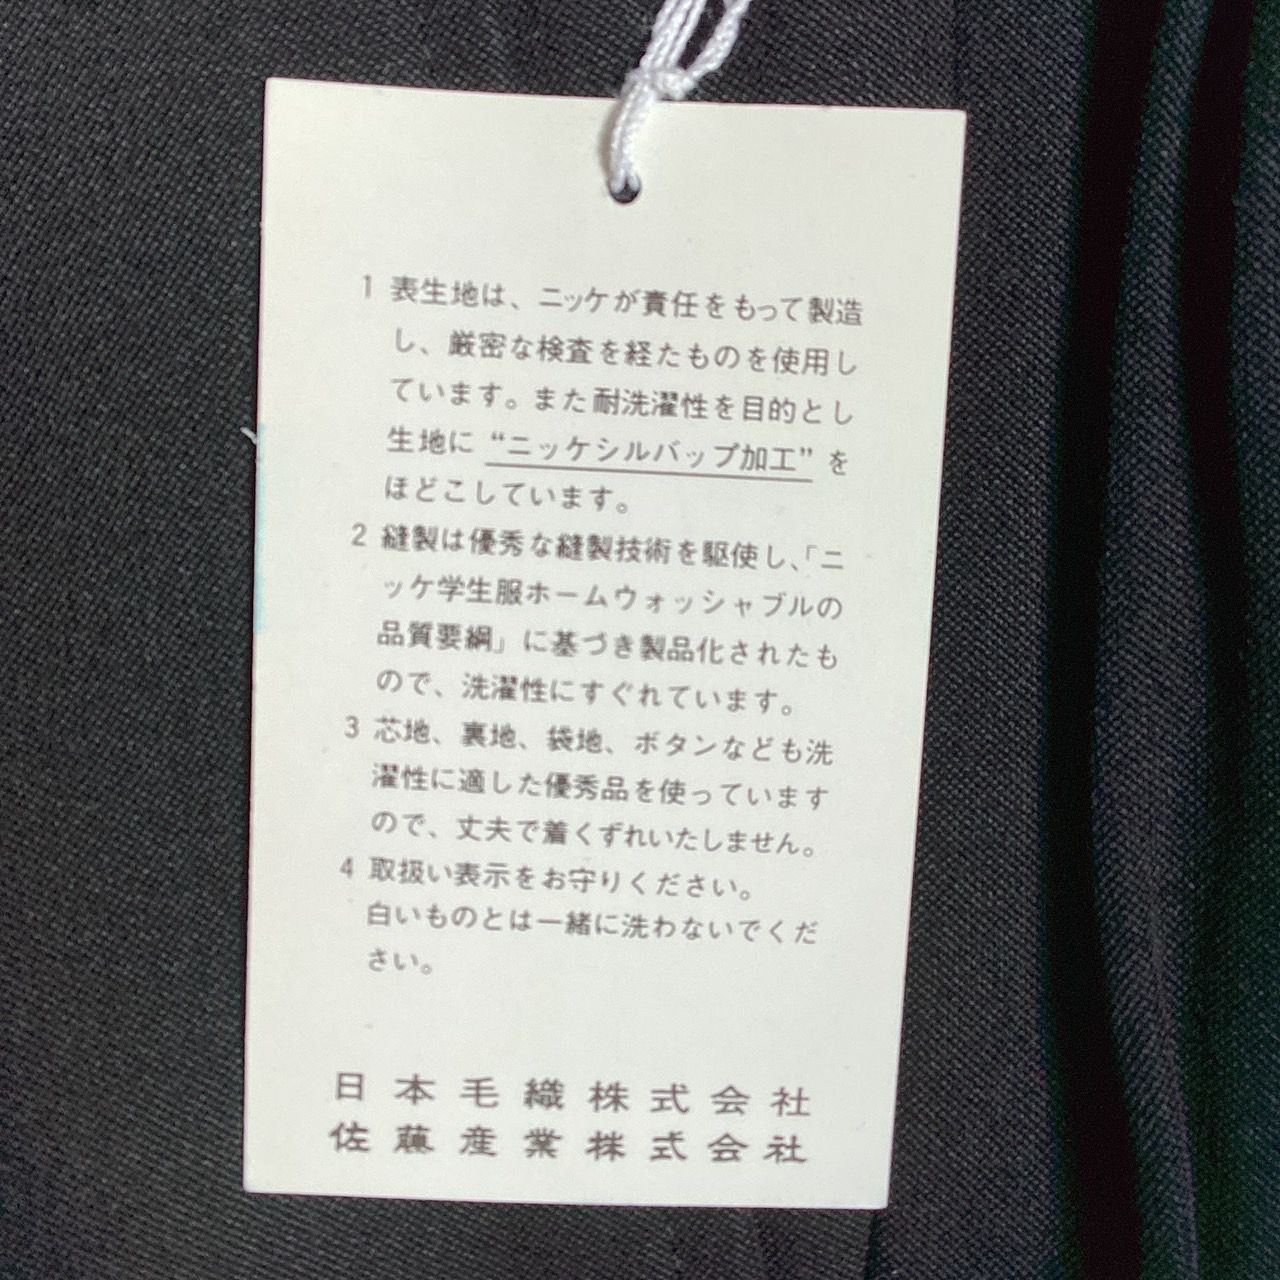 1 表生地は、ニッケが責任をもって製造
し、厳密な検査を経たものを使用し
ています。また耐洗濯性を目的とし
生地に “ニッケシルバップ加工” を
ほどこしています。
2 縫製は優秀な縫製技術を駆使し、「ニ
ッケ学生服ホームウォッシャブルの
品質要綱」に基づき製品化されたも
ので、洗濯性にすぐれています。
3 芯地、裏地、袋地、ボタンなども洗
濯性に適した優秀品を使っています
ので、丈夫で着くずれいたしません。
4 取扱い表示をお守りください。
白いものとは一緒に洗わないでくだ
さい。
日本毛織株式会社
佐藤産業株式会社